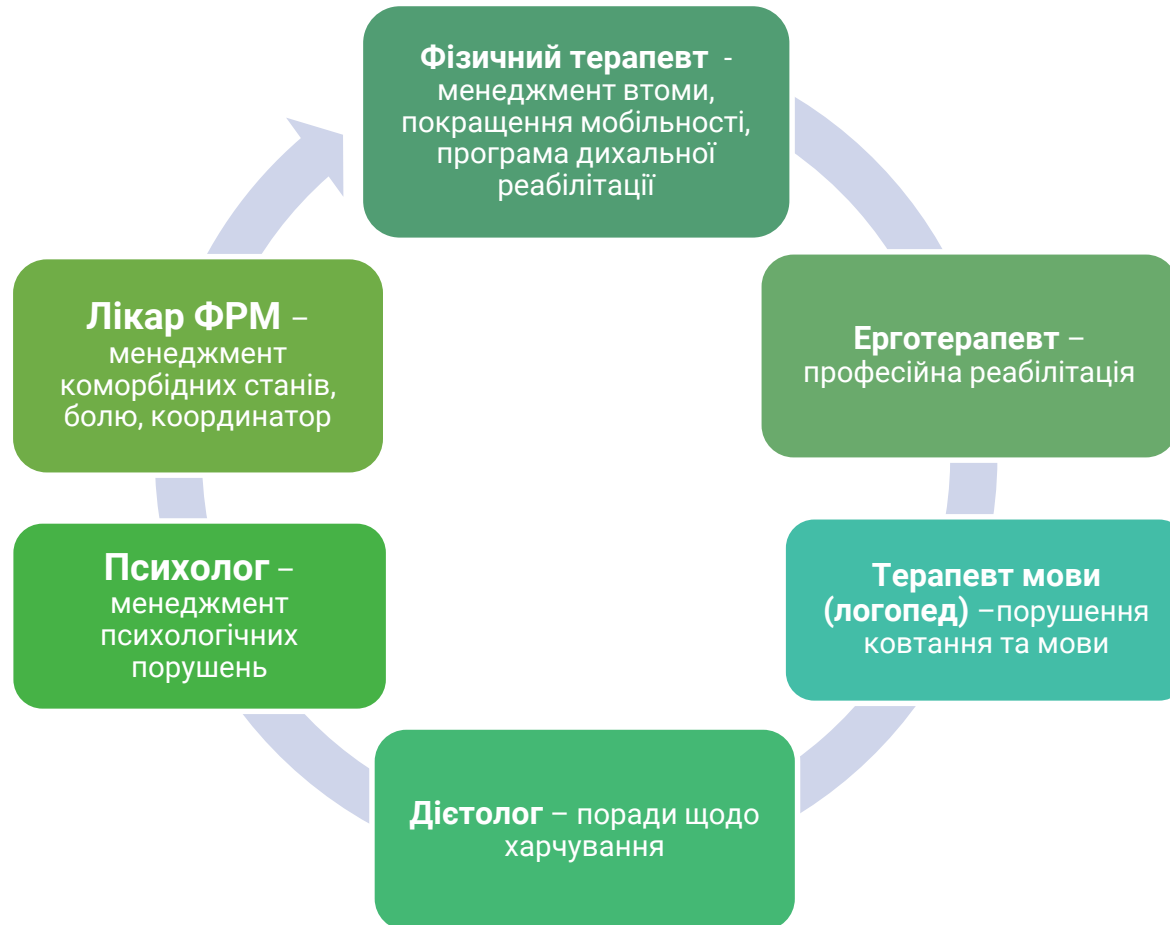 Фізичний терапевт -
менеджмент втоми,
покращення мобільності,
програма дихальної
реабілітації
Ерготерапевт –
професійна реабілітація
Терапевт мови
(логопед) –порушення
ковтання та мови
Дієтолог – поради щодо
харчування
Психолог –
менеджмент
психологічних
порушень
Лікар ФРМ –
менеджмент
коморбідних станів,
болю, координатор